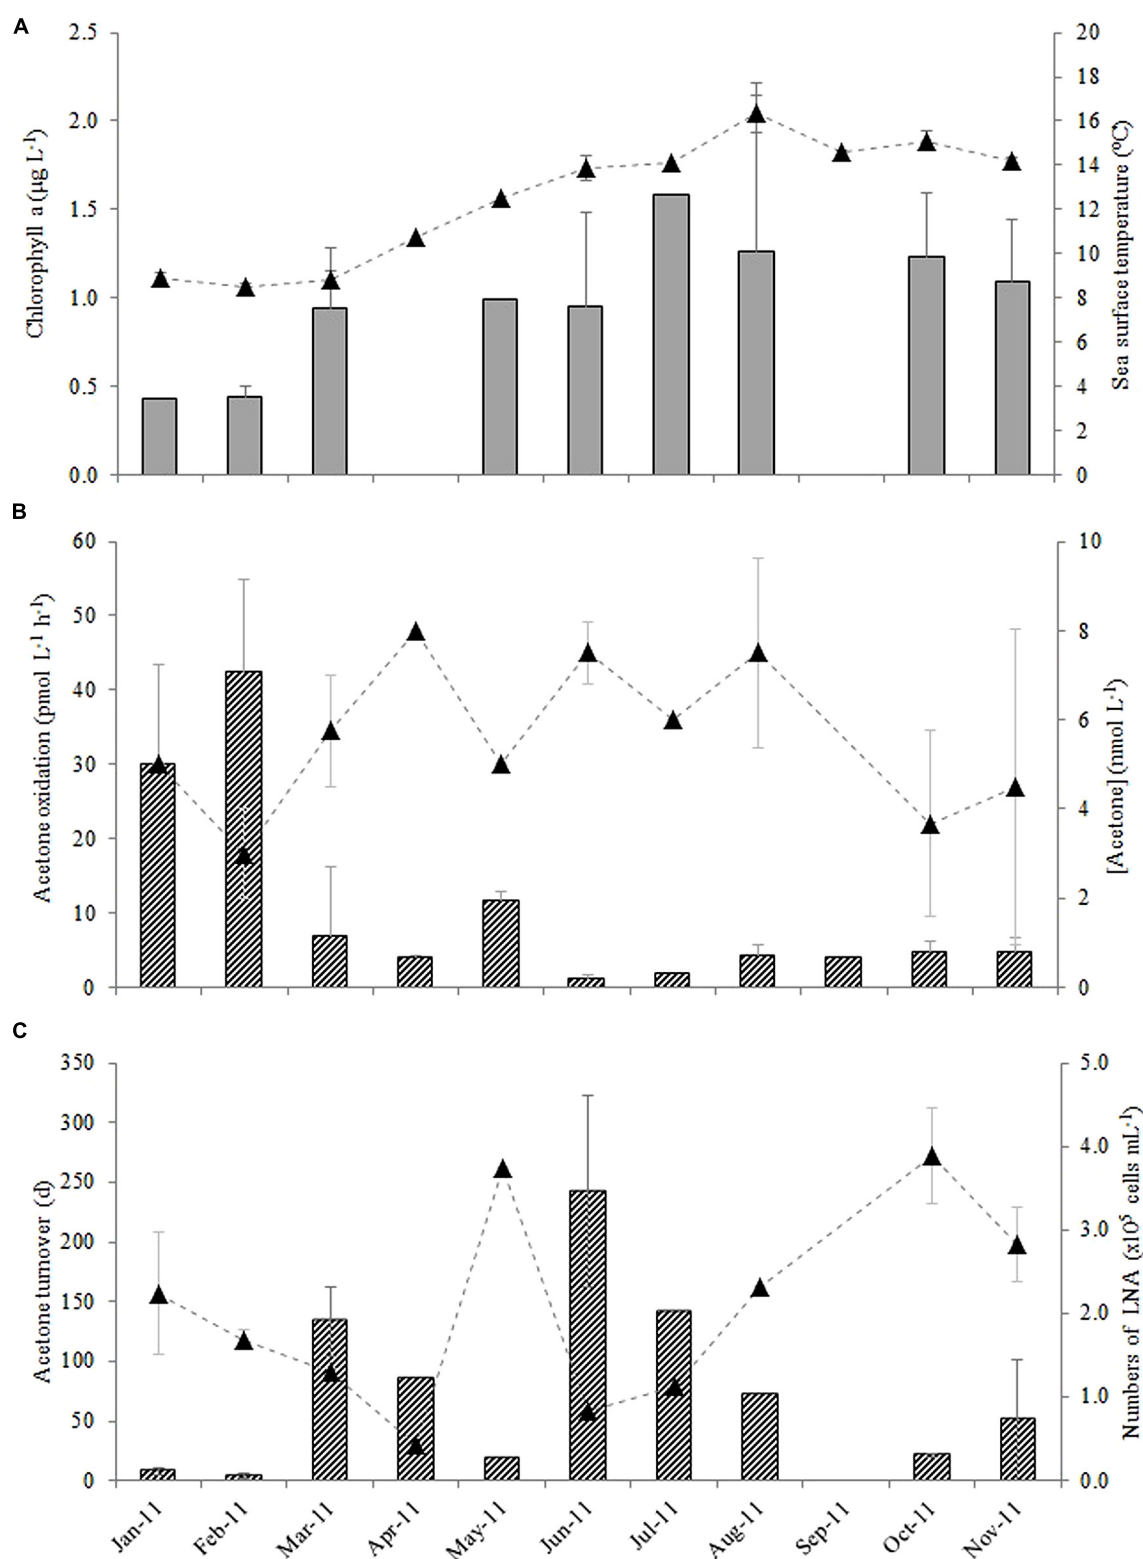 A
Chlorophyll a (µg L-1)
2.5
2.0
1.5
1.0
0.5
0.0
20
18
16
14
12
10
8
6
4
2
0
Sea surface temperature (ºC)
B
Acetone oxidation (pmol L-1 h-1)
60
50
40
30
20
10
0
10
8
6
4
2
0
[Acetone] (nmol L-1)
C
Acetone turnover (d)
350
300
250
200
150
100
50
0
5.0
4.0
3.0
2.0
1.0
0.0
Numbers of LNA (x10⁵ cells mL-1)
Jan-11
Feb-11
Mar-11
Apr-11
May-11
Jun-11
Jul-11
Aug-11
Sep-11
Oct-11
Nov-11